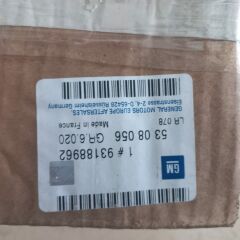 1 # 93188962
53 08 056 GR.6.020
Made in France
LR 078
GENERAL MOTORS EUROPE AFTERSALES.
Eisenstrasse 2-4, D-65428 Rüsselsheim Germany
GM